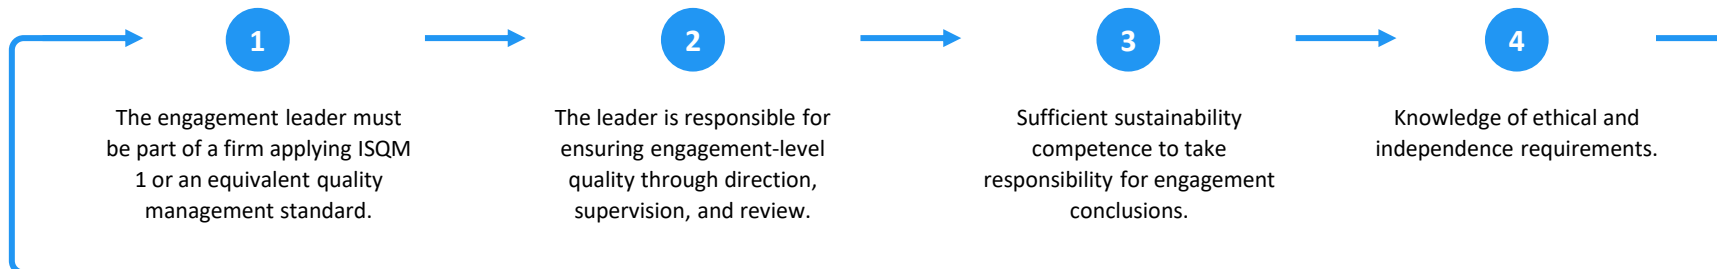 1
The engagement leader must
be part of a firm applying ISQM
1 or an equivalent quality
management standard.
2
The leader is responsible for
ensuring engagement-level
quality through direction,
supervision, and review.
3
Sufficient sustainability
competence to take
responsibility for engagement
conclusions.
4
Knowledge of ethical and
independence requirements.